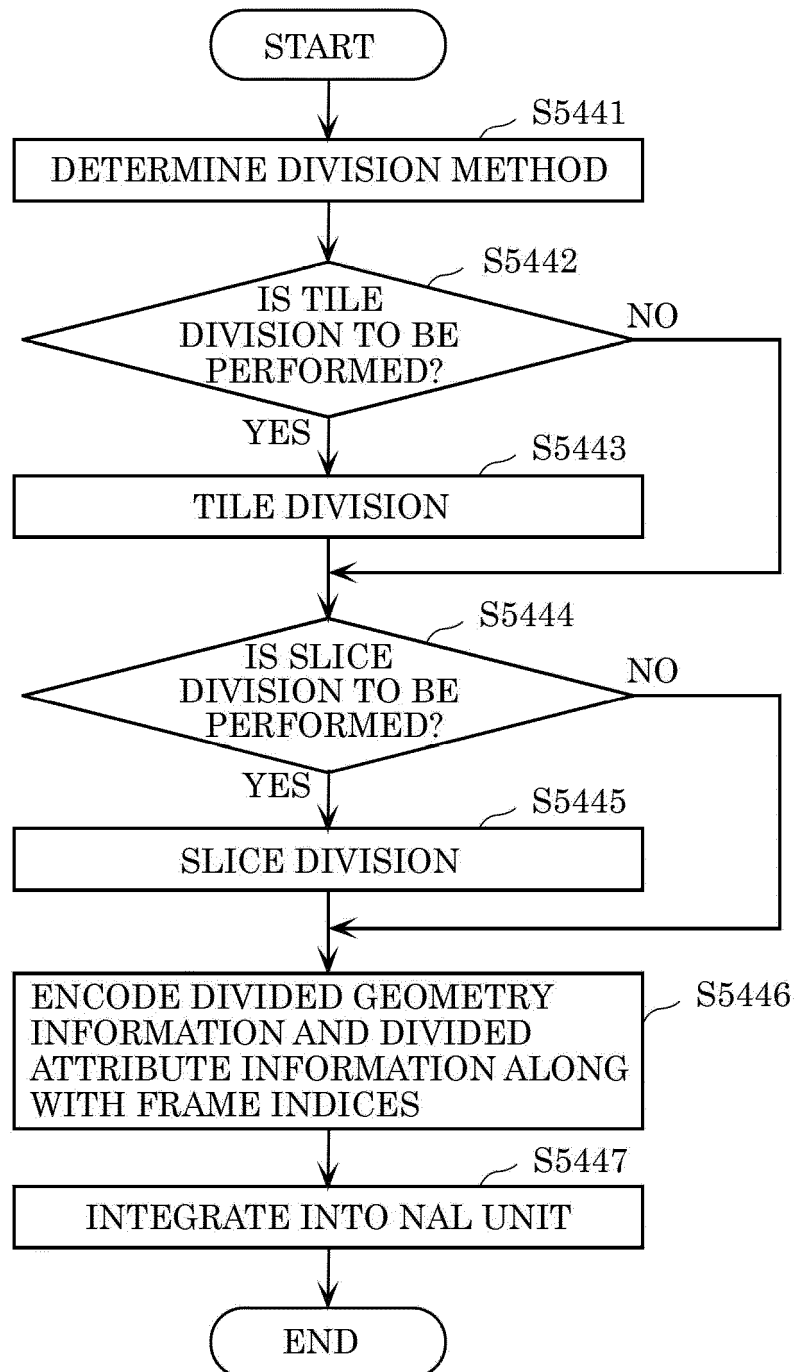 START
S5441
DETERMINE DIVISION METHOD
S5442
IS TILE
DIVISION TO BE
PERFORMED?
NO
YES
S5443
TILE DIVISION
S5444
IS SLICE
DIVISION TO BE
PERFORMED?
NO
YES
S5445
SLICE DIVISION
S5446
ENCODE DIVIDED GEOMETRY
INFORMATION AND DIVIDED
ATTRIBUTE INFORMATION ALONG
WITH FRAME INDICES
S5447
INTEGRATE INTO NAL UNIT
END